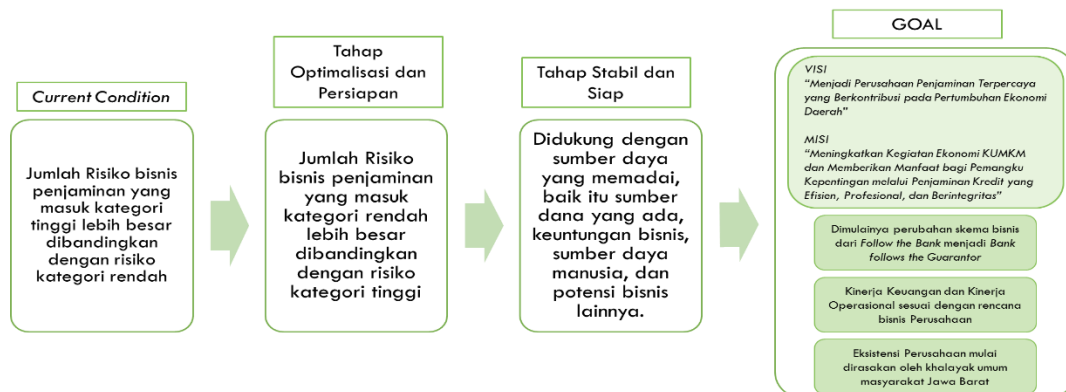 Current Condition
Jumlah Risiko bisnis
penjaminan yang
masuk kategori
tinggi lebih besar
dibandingkan
dengan risiko
kategori rendah
Tahap
Optimalisasi dan
Persiapan
Jumlah Risiko
bisnis penjaminan
yang masuk
kategori rendah
lebih besar
dibandingkan
dengan risiko
kategori tinggi
Tahap Stabil dan
Siap
Didukung dengan
sumber daya
yang memadai,
baik itu sumber
dana yang ada,
keuntungan bisnis,
sumber daya
manusia, dan
potensi bisnis
lainnya.
GOAL
VISI
"Menjadi Perusahaan Penjaminan Terpercaya
yang Berkontribusi pada Pertumbuhan Ekonomi
Daerah"
MISI
"Meningkatkan Kegiatan Ekonomi KUMKM
dan Memberikan Manfaat bagi Pemangku
Kepentingan melalui Penjaminan Kredit yang
Efisien, Profesional, dan Berintegritas"
Dimulainya perubahan skema bisnis
dari Follow the Bank menjadi Bank
follows the Guarantor
Kinerja Keuangan dan Kinerja
Operasional sesuai dengan rencana
bisnis Perusahaan
Eksistensi Perusahaan mulai
dirasakan oleh khalayak umum
masyarakat Jawa Barat